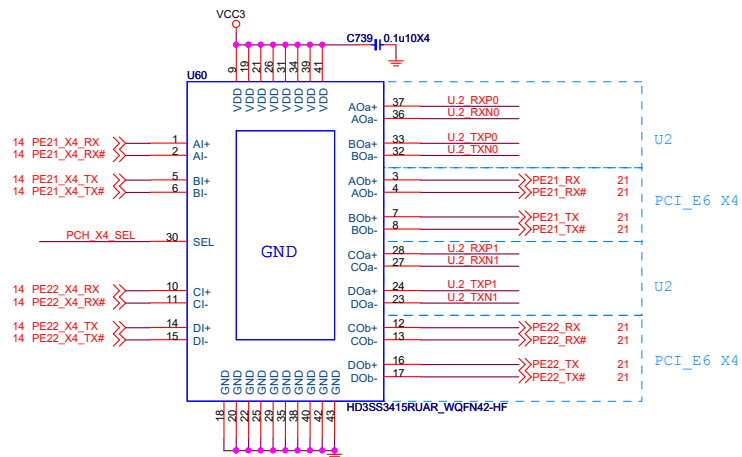 VCC3
C739 0.1u10X4
U60
9 19 21 26 31 34 39 41
VDD VDD VDD VDD VDD VDD VDD VDD
AOa+ 37 U.2_RXP0
AOa- 36 U.2_RXN0
14 PE21_X4_RX 1 AI+ BOa+ 33 U.2_TXP0
14 PE21_X4_RX# 2 AI- BOa- 32 U.2_TXN0
U2
14 PE21_X4_TX 5 BI+ AOb+ 3 PE21_RX 21
14 PE21_X4_TX# 6 BI- AOb- 4 PE21_RX# 21
PCI_E6 X4
BOb+ 7 PE21_TX 21
BOb- 8 PE21_TX# 21
PCH_X4_SEL 30 SEL
GND
COa+ 28 U.2_RXP1
COa- 27 U.2_RXN1
U2
14 PE22_X4_RX 10 CI+ DOa+ 24 U.2_TXP1
14 PE22_X4_RX# 11 CI- DOa- 23 U.2_TXN1
14 PE22_X4_TX 14 DI+ COb+ 12 PE22_RX 21
14 PE22_X4_TX# 15 DI- COb- 13 PE22_RX# 21
PCI_E6 X4
DOb+ 16 PE22_TX 21
DOb- 17 PE22_TX# 21
GND GND GND GND GND GND GND GND GND GND
18 20 22 25 29 35 38 40 42 43
HD3SS3415RUAR_WQFN42-HF